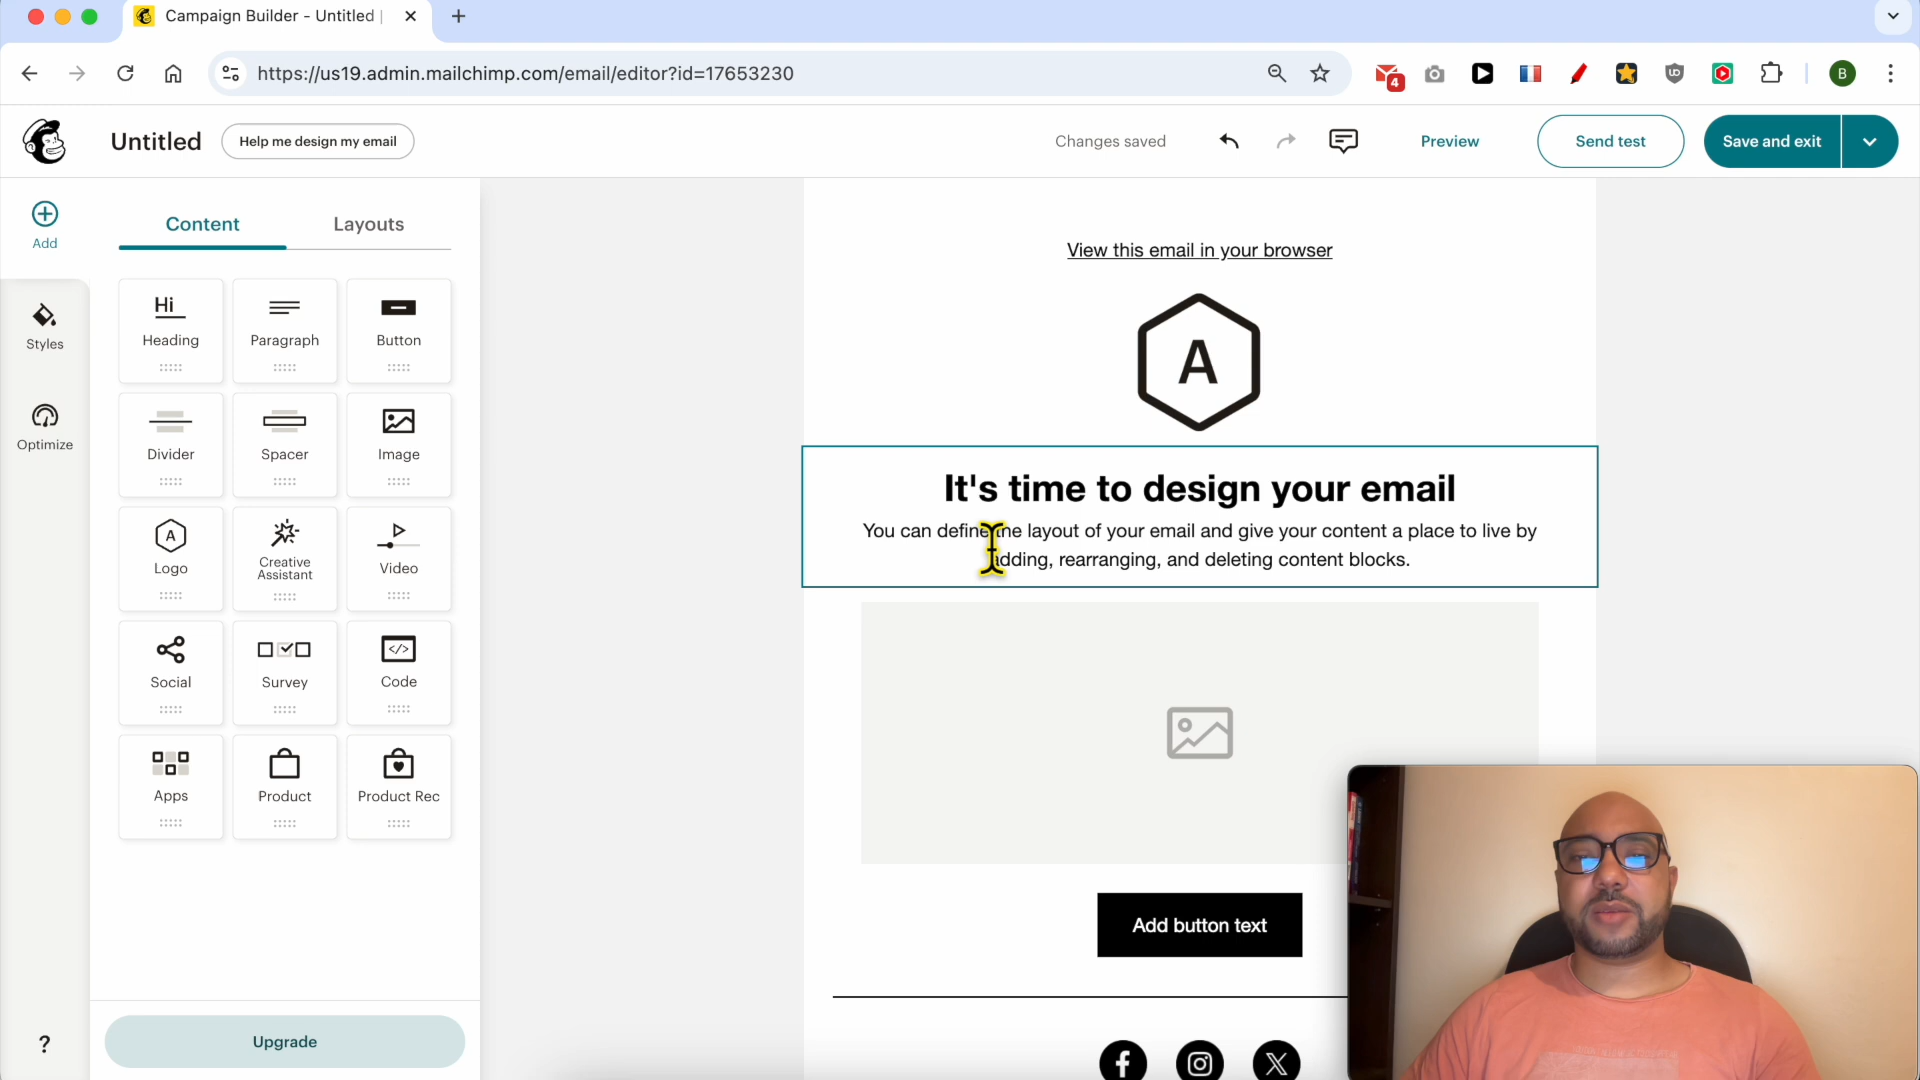 Campaign Builder - Untitled |
https://us19.admin.mailchimp.com/email/editor?id=17653230
4
UD
B
Untitled
Help me design my email
Changes saved
Preview
Send test
Save and exit
Add
Styles
Optimize
Content
Layouts
Hi
Heading
Paragraph
Button
Divider
Spacer
Image
A
Logo
Creative
Assistant
Video
Social
Survey
</>
Code
Apps
Product
Product Rec
Upgrade
?
View this email in your browser
A
It's time to design your email
You can define the layout of your email and give your content a place to live by
adding, rearranging, and deleting content blocks.
Add button text